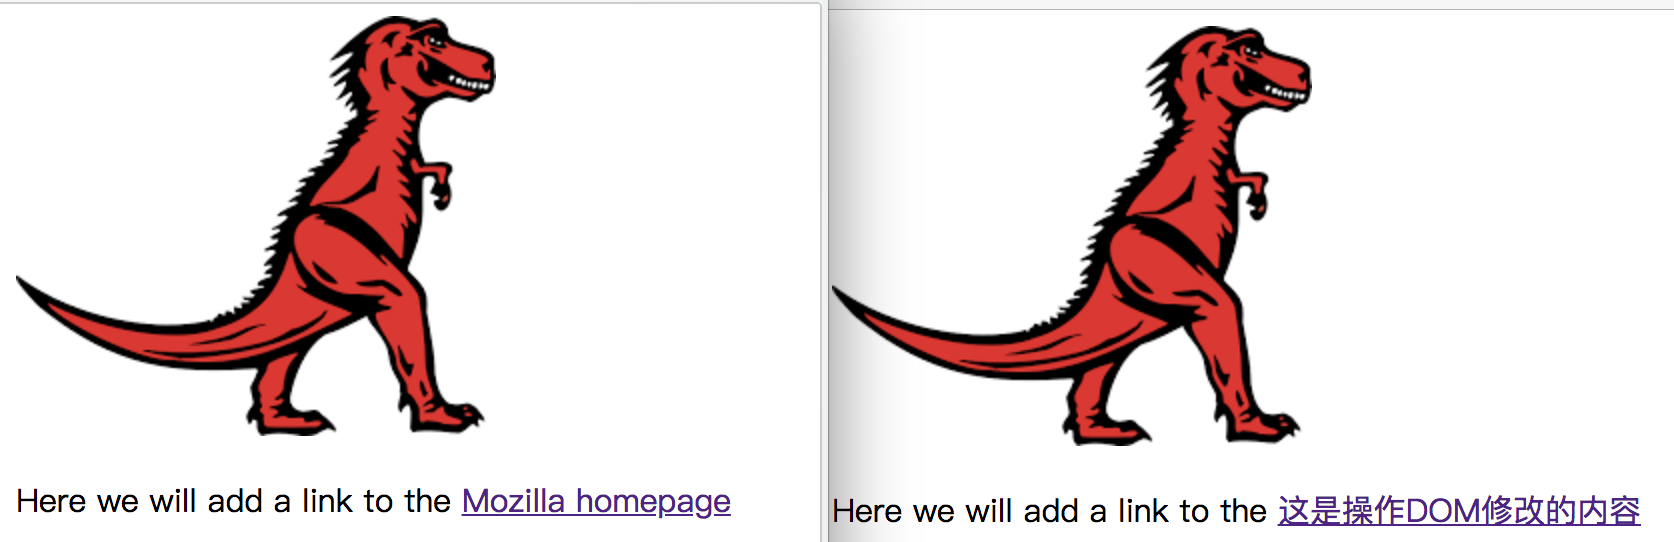 Here we will add a link to the Mozilla homepage
Here we will add a link to the 这是操作DOM修改的内容